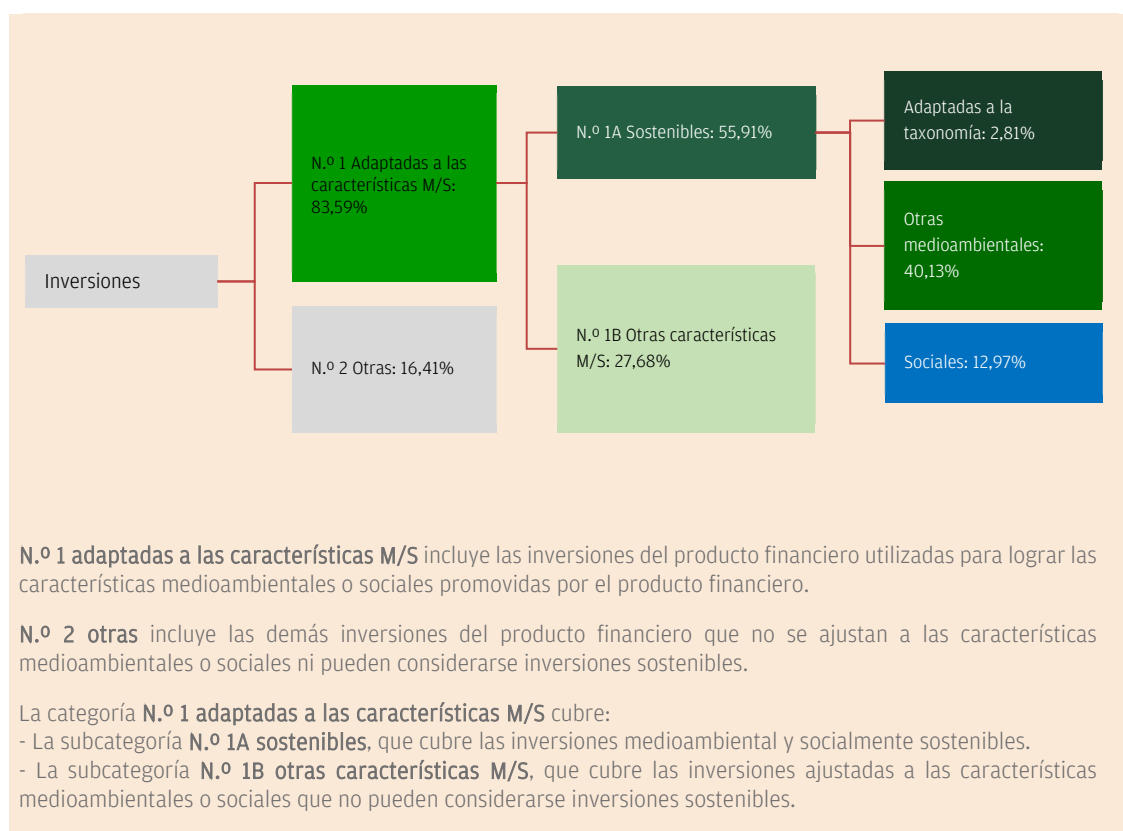 Inversiones
N.º 1 Adaptadas a las
características M/S:
83,59%
N.º 2 Otras: 16,41%
N.º 1A Sostenibles: 55,91%
N.º 1B Otras características
M/S: 27,68%
Adaptadas a la
taxonomía: 2,81%
Otras
medioambientales:
40,13%
Sociales: 12,97%
N.º 1 adaptadas a las características M/S incluye las inversiones del producto financiero utilizadas para lograr las
características medioambientales o sociales promovidas por el producto financiero.
N.º 2 otras incluye las demás inversiones del producto financiero que no se ajustan a las características
medioambientales o sociales ni pueden considerarse inversiones sostenibles.
La categoría N.º 1 adaptadas a las características M/S cubre:
- La subcategoría N.º 1A sostenibles, que cubre las inversiones medioambiental y socialmente sostenibles.
- La subcategoría N.º 1B otras características M/S, que cubre las inversiones ajustadas a las características
medioambientales o sociales que no pueden considerarse inversiones sostenibles.